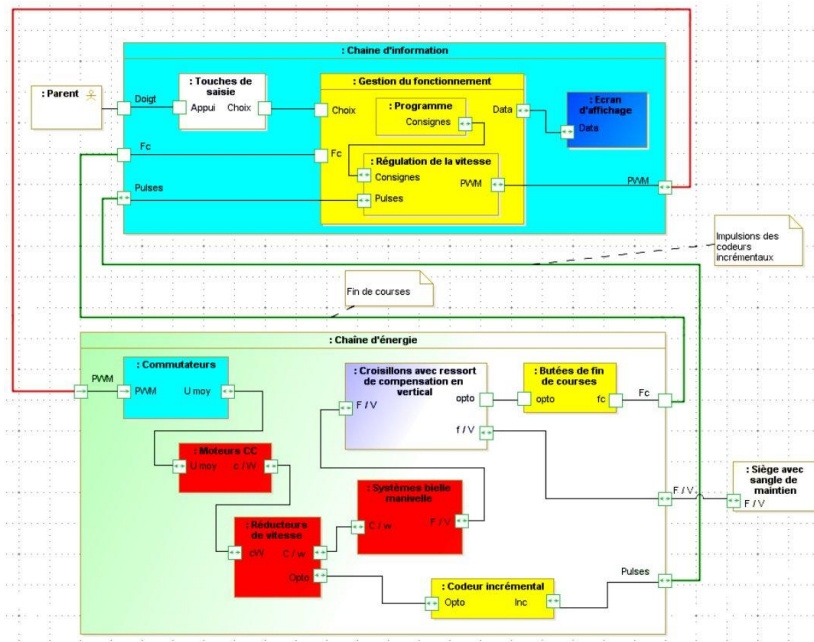 : Chaine d'information
: Parent
Doigt
: Touches de
saisie
Appui
Choix
: Gestion du fonctionnement
Choix
: Programme
Consignes
Data
: Ecran
d'affichage
Data
Fc
Fc
: Régulation de la vitesse
Consignes
PWM
Pulses
Pulses
PWM
Impulsions des
codeurs
incrémentaux
Fin de courses
: Chaîne d'énergie
PWM
: Commutateurs
PWM
U moy
: Croisillons avec ressort
de compensation en
vertical
opto
F / V
f / V
: Butées de fin
de courses
opto
fc
Fc
: Moteurs CC
U moy
c / W
: Systèmes bielle
manivelle
C / w
F / V
: Siège avec
sangle de
maintien
F / V
F / V
: Réducteurs
de vitesse
cW
C / w
Opto
: Codeur incrémental
Opto
Inc
Pulses